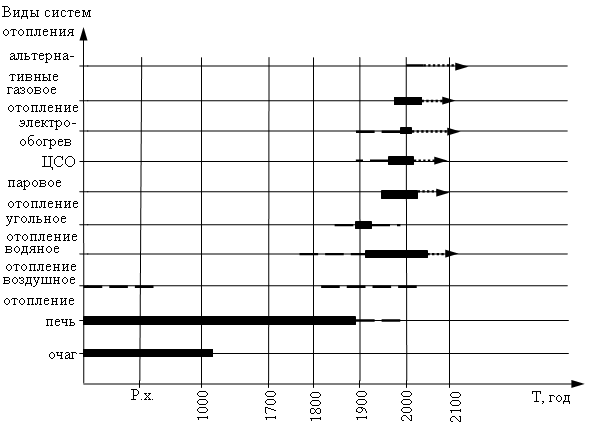 Виды систем
отопления
альтерна-
тивные
газовое
отопление
электро-
обогрев
ЦСО
паровое
отопление
угольное
отопление
водяное
отопление
воздушное
отопление
печь
очаг
Р.х.
1000
1700
1800
1900
2000
2100
Т, год